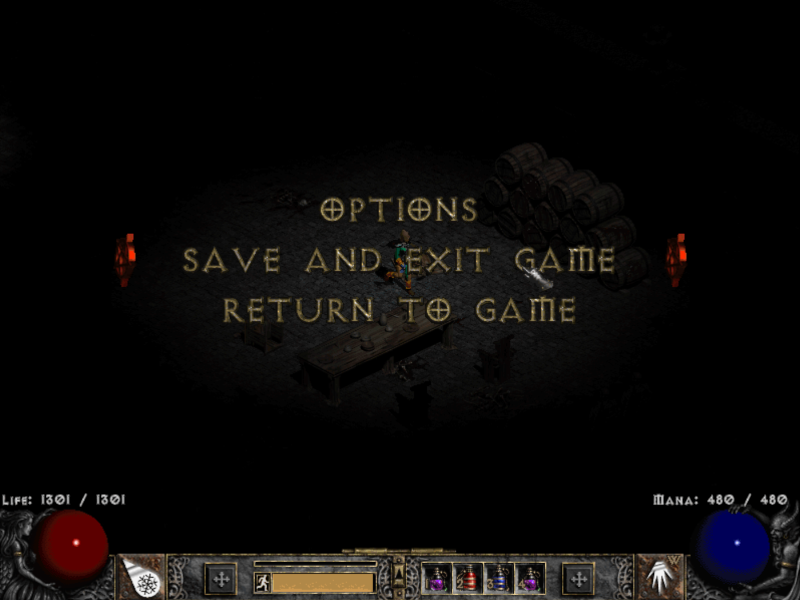 OPTIONS
SAVE AND EXIT GAME
RETURN TO GAME
LIFE: 1301 / 1301
MANA: 480 / 480